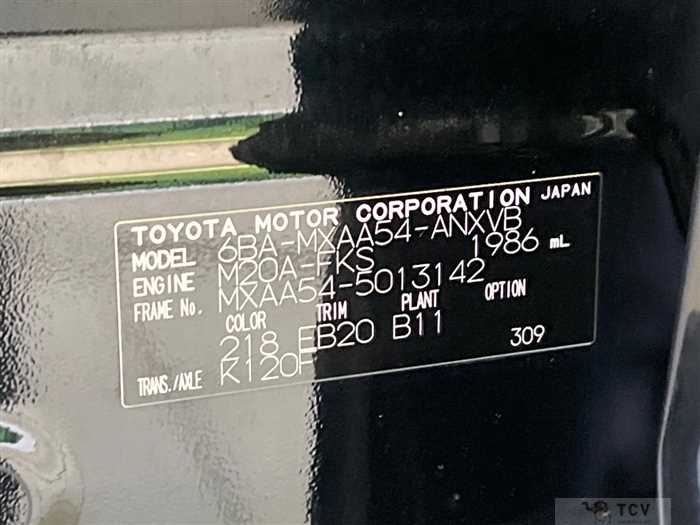 TOYOTA MOTOR CORPORATION JAPAN
MODEL 6BA-MXAA54-ANXVB
ENGINE M20A-FKS 1986 mL
FRAME No. MXAA54-5013142
COLOR TRIM PLANT OPTION
218 EB20 B11 309
TRANS./AXLE K120F
TCV